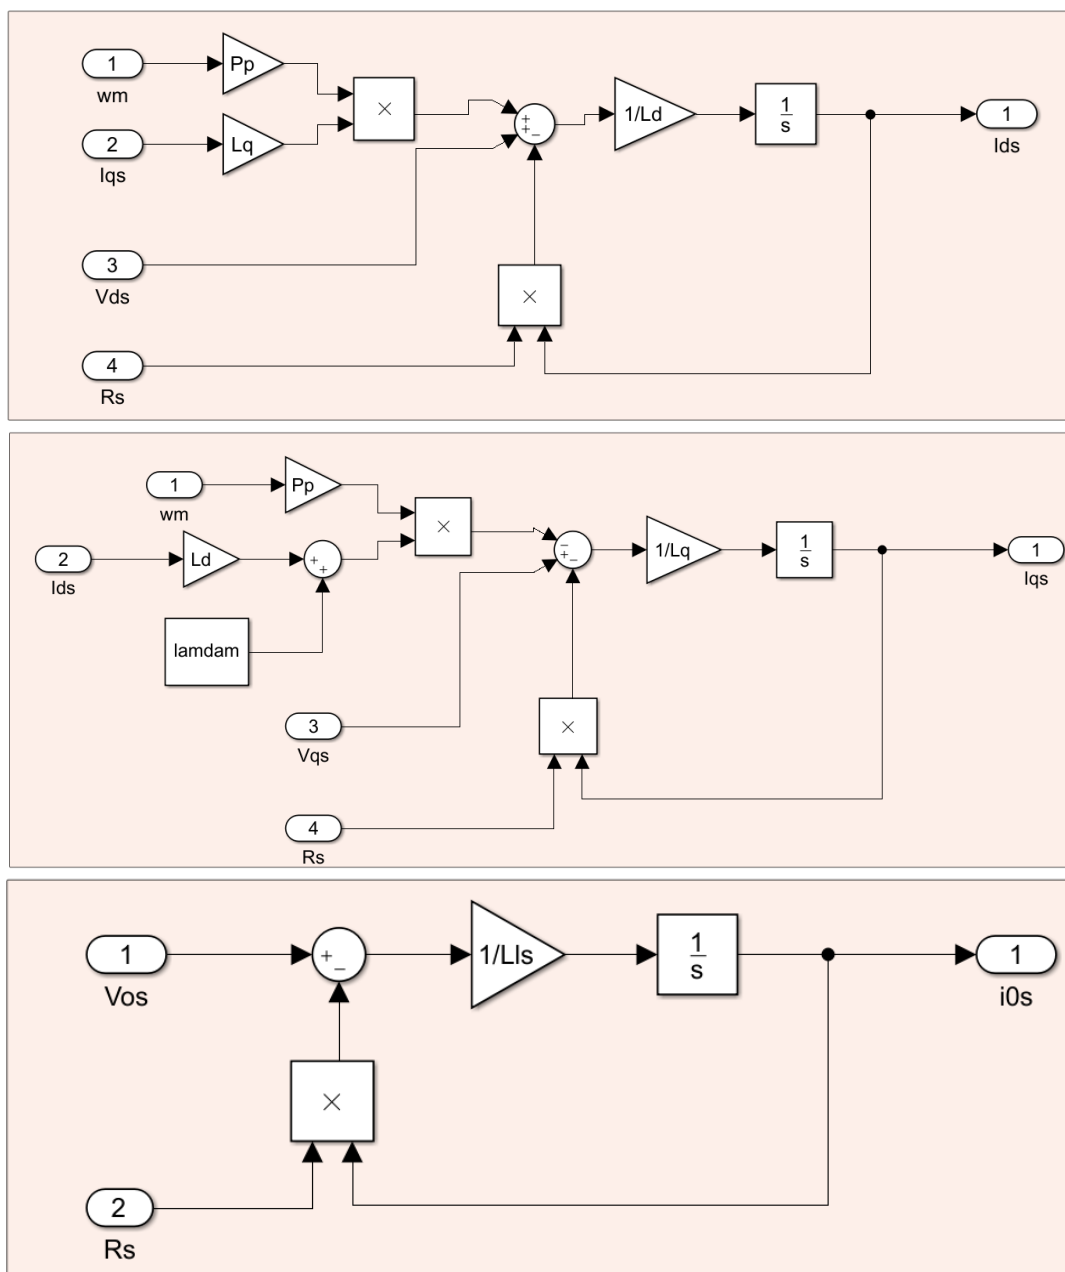 1
Pp
wm
×
+
+
−
1/Ld
1
s
1
Ids
2
Lq
Iqs
3
Vds
×
4
Rs
1
Pp
wm
×
2
Ids
Ld
+
+
−
+
−
1/Lq
1
s
1
Iqs
lamdam
3
Vqs
×
4
Rs
1
Vos
+
−
1/Lls
1
s
1
i0s
×
2
Rs